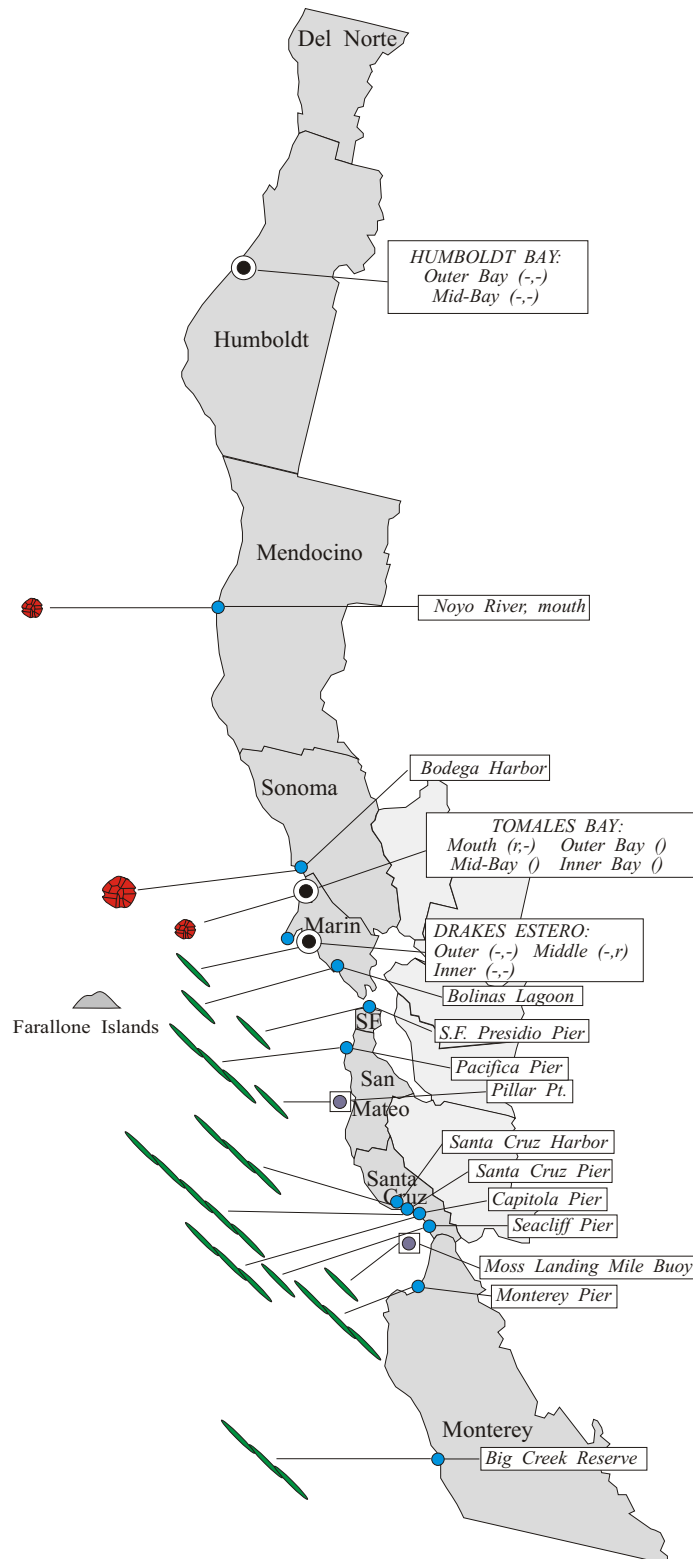 Del Norte
HUMBOLDT BAY:
Outer Bay (-,-)
Mid-Bay (-,-)
Humboldt
Mendocino
Noyo River, mouth
Bodega Harbor
Sonoma
TOMALES BAY:
Mouth (r,-) Outer Bay ()
Mid-Bay () Inner Bay ()
Marin
DRAKES ESTERO:
Outer (-,-) Middle (-,r)
Inner (-,-)
Bolinas Lagoon
Farallone Islands
SF
S.F. Presidio Pier
Pacifica Pier
San
Mateo
Pillar Pt.
Santa Cruz Harbor
Santa Cruz Pier
Santa
Cruz
Capitola Pier
Seacliff Pier
Moss Landing Mile Buoy
Monterey Pier
Monterey
Big Creek Reserve